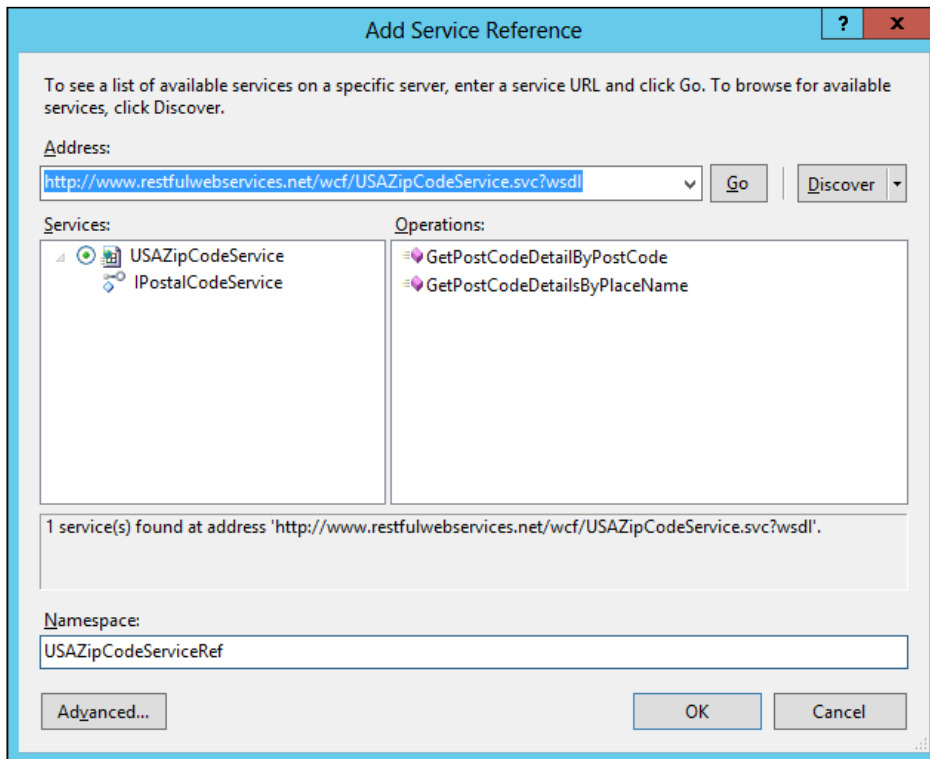 Add Service Reference
?
x
To see a list of available services on a specific server, enter a service URL and click Go. To browse for available
services, click Discover.
Address:
http://www.restfulwebservices.net/wcf/USAZipCodeService.svc?wsdl
Go
Discover
Services:
Operations:
USAZipCodeService
IPostalCodeService
GetPostCodeDetailByPostCode
GetPostCodeDetailsByPlaceName
1 service(s) found at address 'http://www.restfulwebservices.net/wcf/USAZipCodeService.svc?wsdl'.
Namespace:
USAZipCodeServiceRef
Advanced...
OK
Cancel